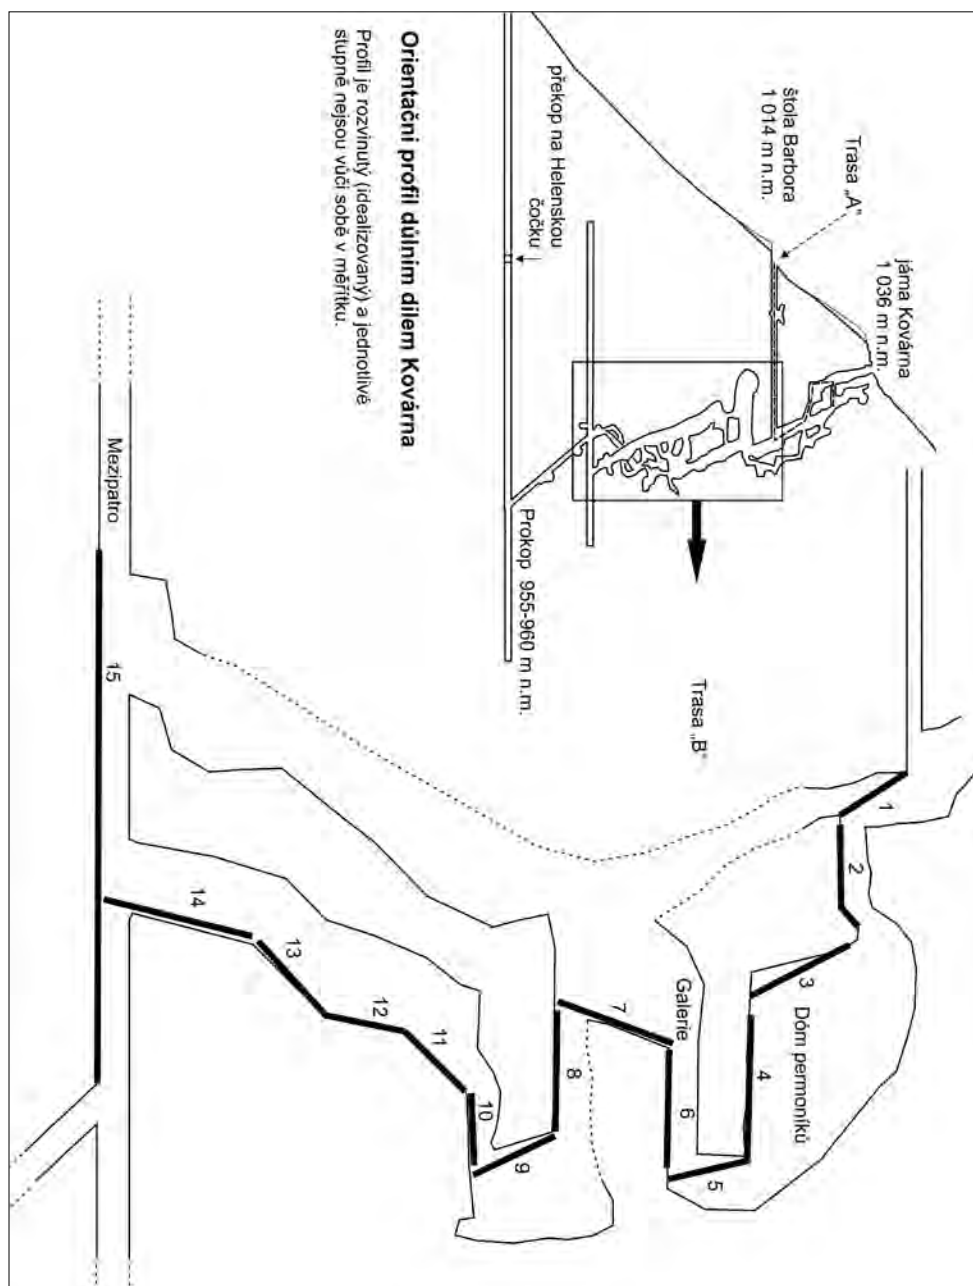 jáma Kovárna
1 036 m n.m.
Trasa „A"
štola Barbora
1 014 m n.m.
překop na Helenskou
čočku
Prokop 955-960 m n.m.
Orientační profil důlním dílem Kovárna
Profil je rozvinutý (idealizovaný) a jednotlivé
stupně nejsou vůči sobě v měřítku.
Trasa „B"
1
2
3
Dóm permoníků
4
5
6
Galerie
7
8
9
10
11
12
13
14
15
Mezipatro